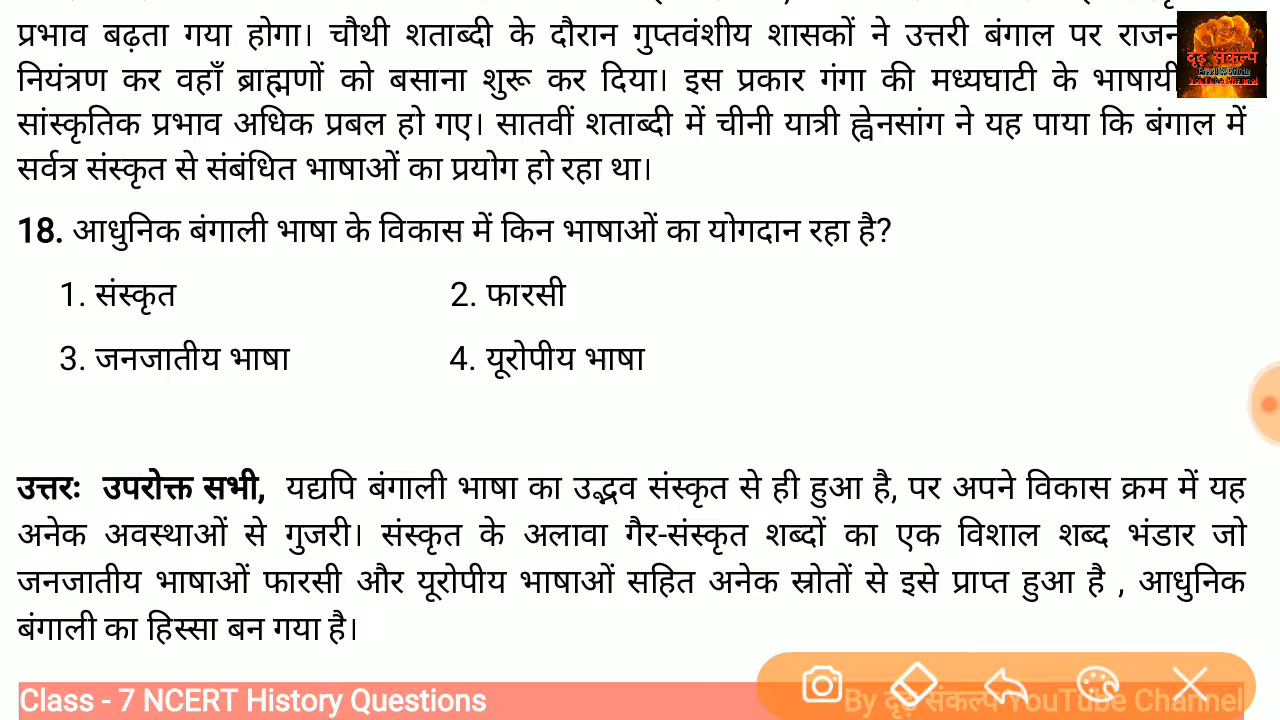 प्रभाव बढ़ता गया होगा। चौथी शताब्दी के दौरान गुप्तवंशीय शासकों ने उत्तरी बंगाल पर
नियंत्रण कर वहाँ ब्राह्मणों को बसाना शुरू कर दिया। इस प्रकार गंगा की मध्यघाटी के भाषायी
सांस्कृतिक प्रभाव अधिक प्रबल हो गए। सातवीं शताब्दी में चीनी यात्री ह्वेनसांग ने यह पाया कि बंगाल में
सर्वत्र संस्कृत से संबंधित भाषाओं का प्रयोग हो रहा था।
18. आधुनिक बंगाली भाषा के विकास में किन भाषाओं का योगदान रहा है?
1. संस्कृत 2. फारसी
3. जनजातीय भाषा 4. यूरोपीय भाषा
उत्तरः उपरोक्त सभी, यद्यपि बंगाली भाषा का उद्भव संस्कृत से ही हुआ है, पर अपने विकास क्रम में यह
अनेक अवस्थाओं से गुजरी। संस्कृत के अलावा गैर-संस्कृत शब्दों का एक विशाल शब्द भंडार जो
जनजातीय भाषाओं फारसी और यूरोपीय भाषाओं सहित अनेक स्रोतों से इसे प्राप्त हुआ है , आधुनिक
बंगाली का हिस्सा बन गया है।
Class - 7 NCERT History Questions By दृढ़ संकल्प YouTube Channel
दृढ़ संकल्प